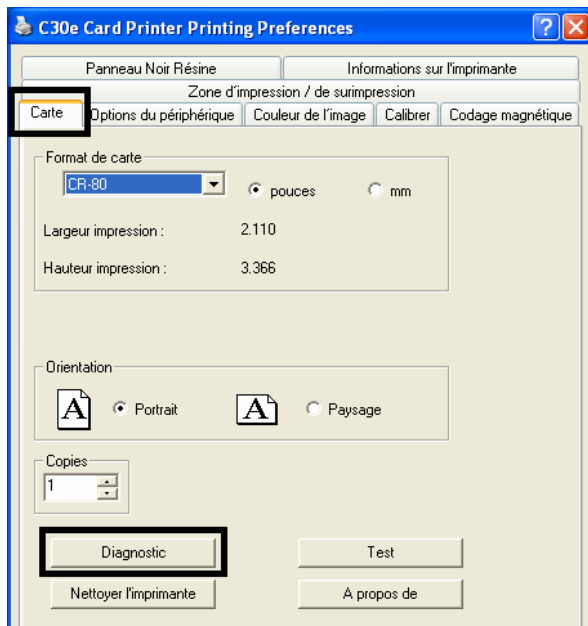 C30e Card Printer Printing Preferences
Panneau Noir Résine Informations sur l'imprimante
Zone d'impression / de surimpression
Carte Options du périphérique Couleur de l'image Calibrer Codage magnétique
Format de carte
CR-80 pouces mm
Largeur impression : 2.110
Hauteur impression : 3.366
Orientation
A Portrait A Paysage
Copies
1
Diagnostic Test
Nettoyer l'imprimante A propos de